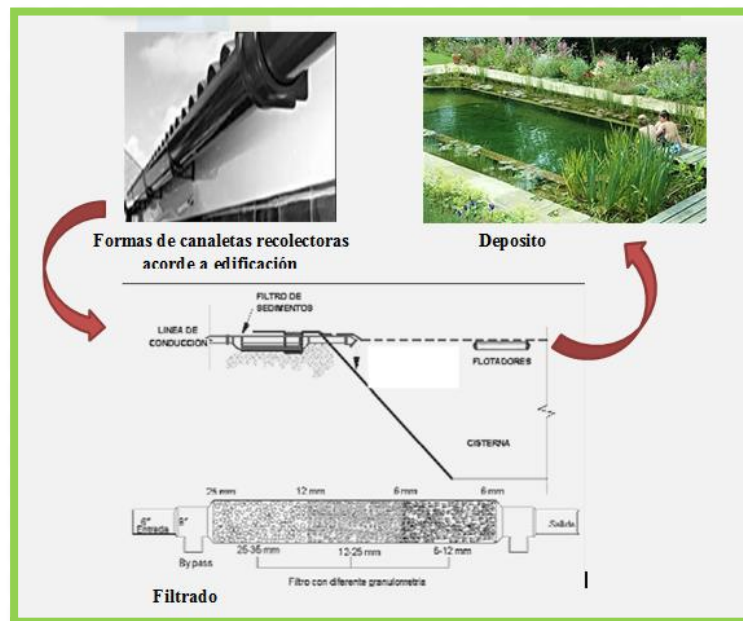 Formas de canaletas recolectoras
acorde a edificación
Deposito
FILTRO DE
SEDIMENTOS
LINEA DE
CONDUCCION
FLOTADORES
CISTERNA
25 mm
12 mm
6 mm
6 mm
6"
Entrada
8"
Salida
By pass
25-35 mm
12-25 mm
6-12 mm
Filtro con diferente granulometria
Filtrado